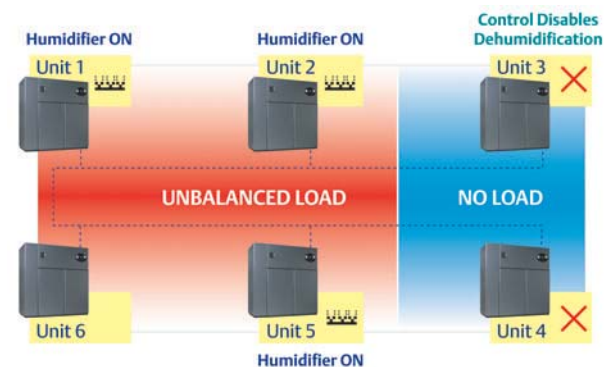 Control Disables
Dehumidification
Humidifier ON
Humidifier ON
Unit 1
Unit 2
Unit 3
UNBALANCED LOAD
NO LOAD
Unit 6
Unit 5
Unit 4
Humidifier ON